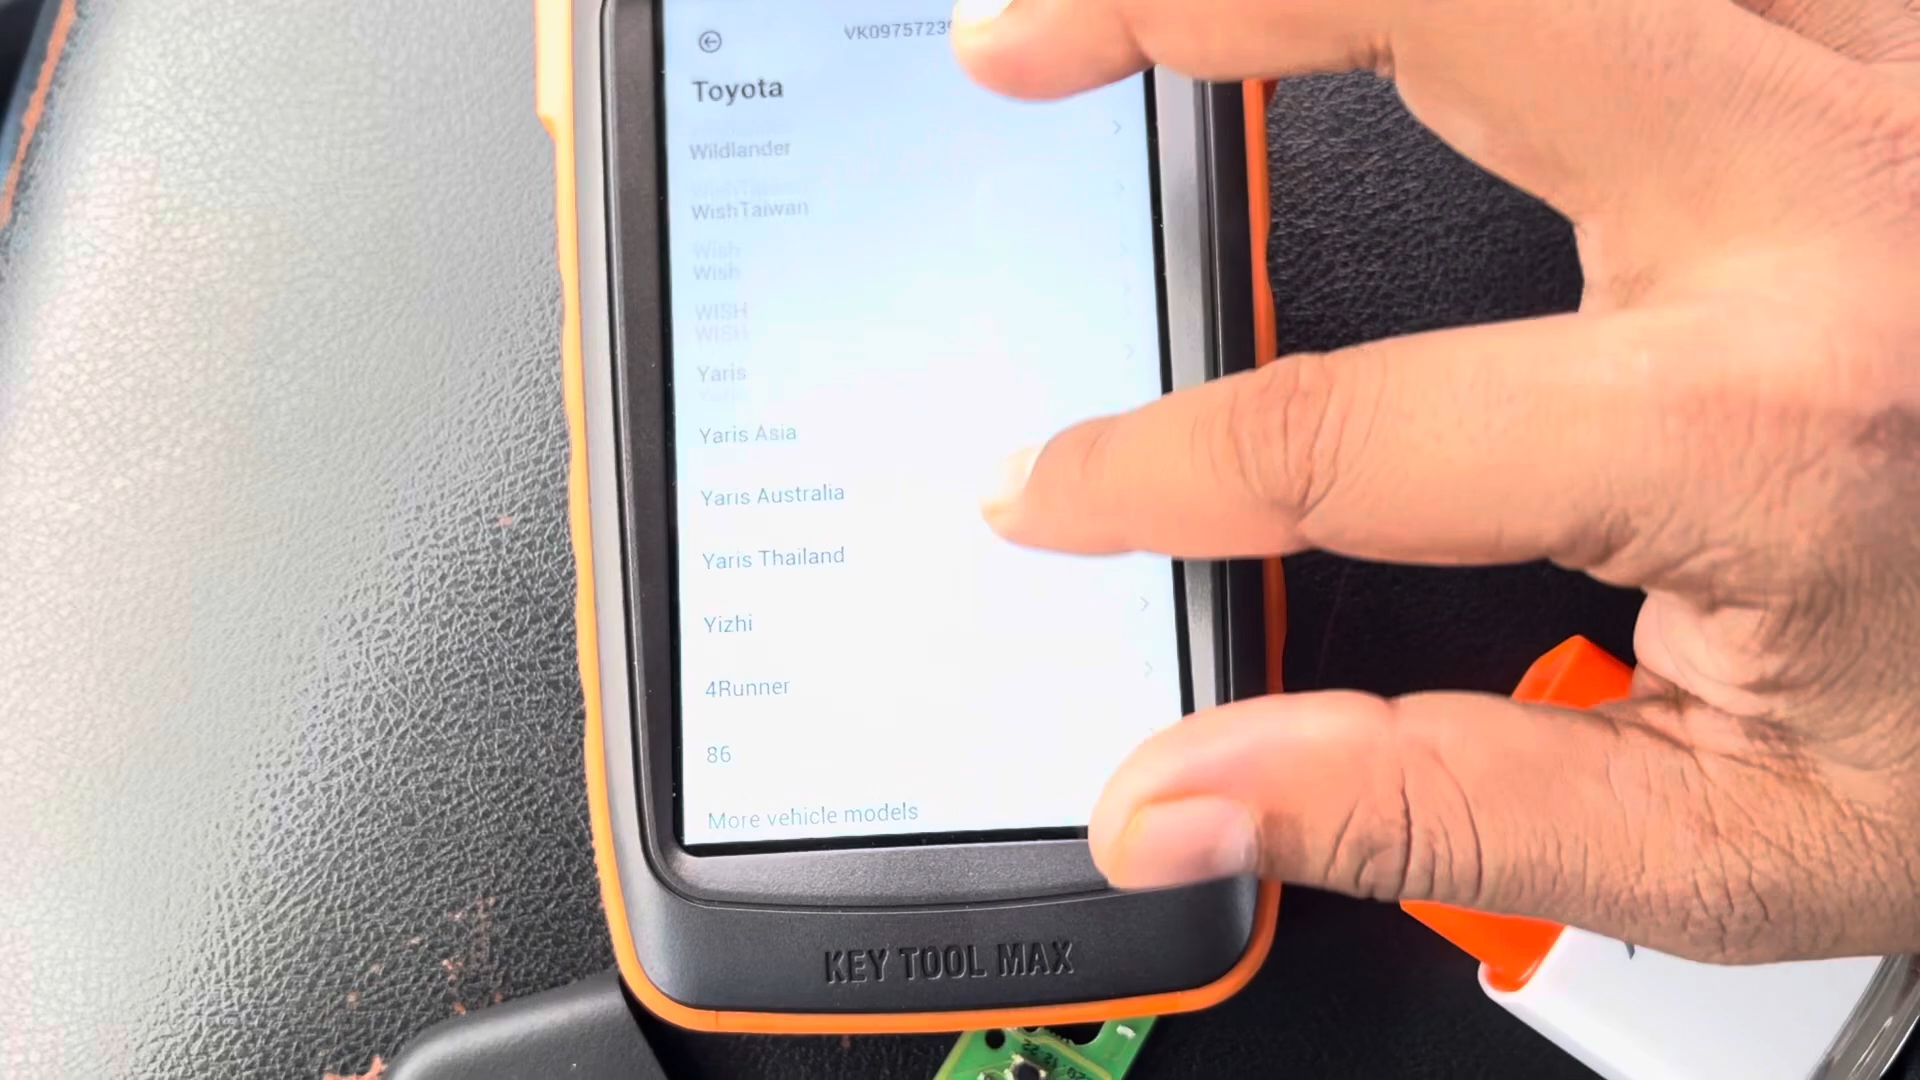 VK09757239
Toyota
Wildlander
WishTaiwan
Wish
WISH
Yaris
Yaris Asia
Yaris Australia
Yaris Thailand
Yizhi
4Runner
86
More vehicle models
KEY TOOL MAX